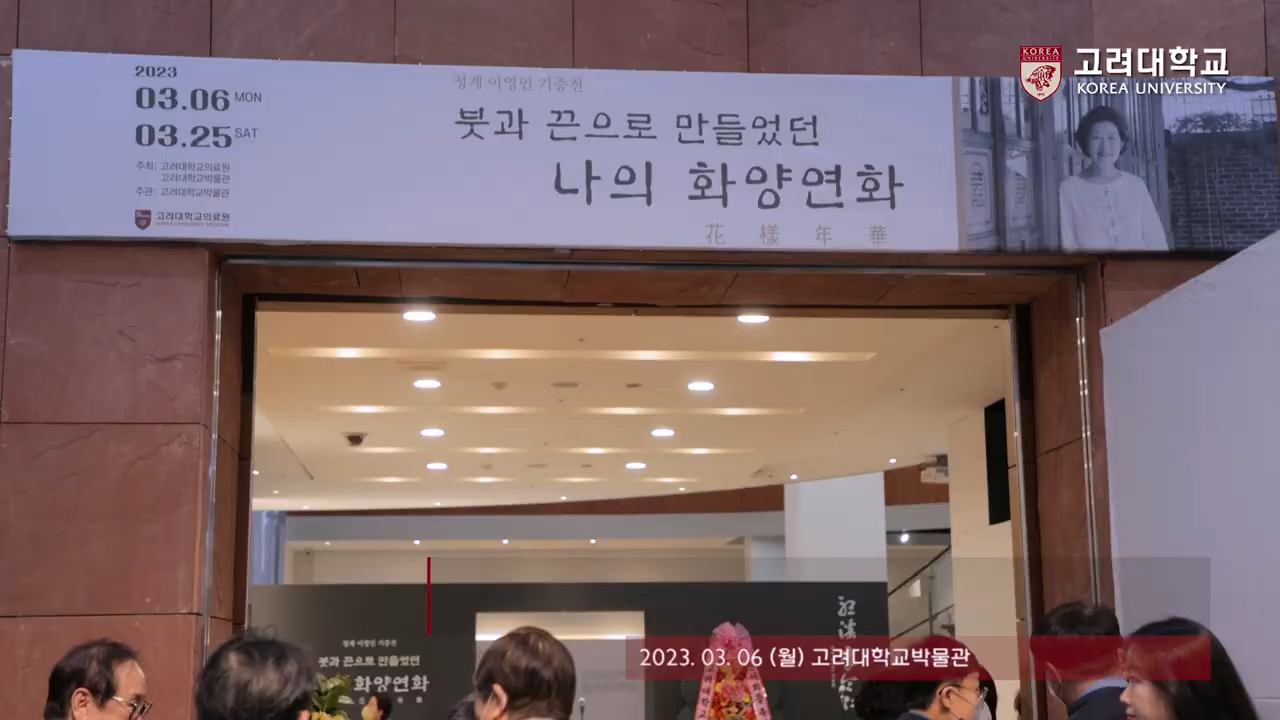 2023
03.06 MON
03.25 SAT
주최: 고려대학교의료원
고려대학교박물관
주관: 고려대학교박물관
고려대학교의료원
KOREA UNIVERSITY MEDICINE
청계 이영인 기증전
붓과 끈으로 만들었던
나의 화양연화
花樣年華
KOREA
UNIVERSITY
고려대학교
KOREA UNIVERSITY
청계 이영인 기증전
붓과 끈으로 만들었던
화양연화
2023. 03. 06 (월) 고려대학교박물관